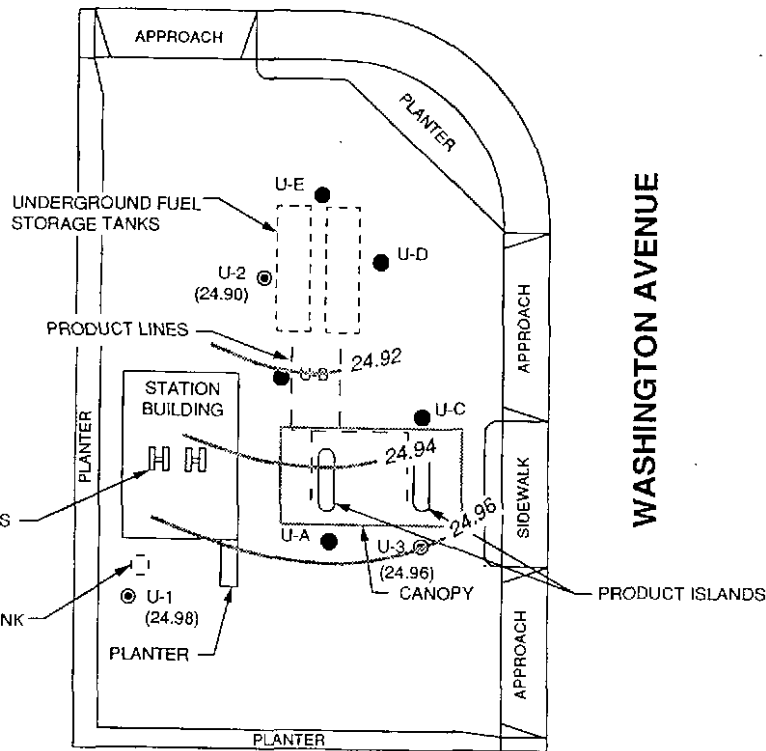 APPROACH
PLANTER
U-E
UNDERGROUND FUEL
STORAGE TANKS
U-D
U-2
(24.90)
WASHINGTON AVENUE
APPROACH
PRODUCT LINES
24.92
U-B
STATION
BUILDING
PLANTER
U-C
24.94
SIDEWALK
S
24.96
U-A
U-3
(24.96)
CANOPY
PRODUCT ISLANDS
NK
U-1
(24.98)
PLANTER
APPROACH
PLANTER